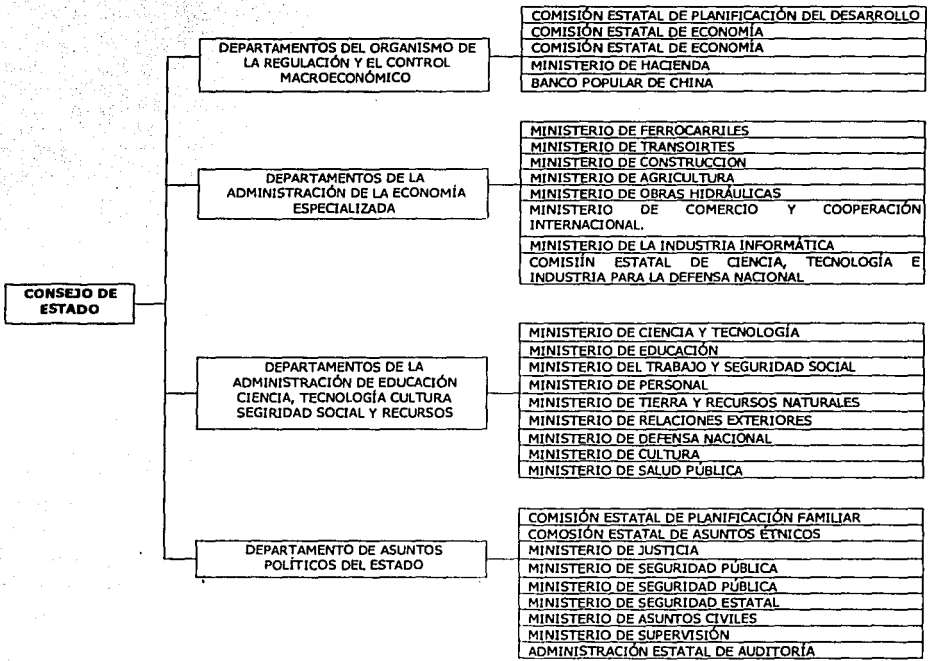 CONSEJO DE
ESTADO
DEPARTAMENTOS DEL ORGANISMO DE
LA REGULACIÓN Y EL CONTROL
MACROECONÓMICO
COMISIÓN ESTATAL DE PLANIFICACIÓN DEL DESARROLLO
COMISIÓN ESTATAL DE ECONOMÍA
COMISIÓN ESTATAL DE ECONOMÍA
MINISTERIO DE HACIENDA
BANCO POPULAR DE CHINA
DEPARTAMENTOS DE LA
ADMINISTRACIÓN DE LA ECONOMÍA
ESPECIALIZADA
MINISTERIO DE FERROCARRILES
MINISTERIO DE TRANSOIRTES
MINISTERIO DE CONSTRUCCION
MINISTERIO DE AGRICULTURA
MINISTERIO DE OBRAS HIDRÁULICAS
MINISTERIO DE COMERCIO Y COOPERACIÓN
INTERNACIONAL.
MINISTERIO DE LA INDUSTRIA INFORMÁTICA
COMISIÍN ESTATAL DE CIENCIA, TECNOLOGÍA E
INDUSTRIA PARA LA DEFENSA NACIONAL
DEPARTAMENTOS DE LA
ADMINISTRACIÓN DE EDUCACIÓN
CIENCIA, TECNOLOGÍA CULTURA
SEGIRIDAD SOCIAL Y RECURSOS
MINISTERIO DE CIENCIA Y TECNOLOGÍA
MINISTERIO DE EDUCACIÓN
MINISTERIO DEL TRABAJO Y SEGURIDAD SOCIAL
MINISTERIO DE PERSONAL
MINISTERIO DE TIERRA Y RECURSOS NATURALES
MINISTERIO DE RELACIONES EXTERIORES
MINISTERIO DE DEFENSA NACIONAL
MINISTERIO DE CULTURA
MINISTERIO DE SALUD PÚBLICA
DEPARTAMENTO DE ASUNTOS
POLÍTICOS DEL ESTADO
COMISIÓN ESTATAL DE PLANIFICACIÓN FAMILIAR
COMOSIÓN ESTATAL DE ASUNTOS ÉTNICOS
MINISTERIO DE JUSTICIA
MINISTERIO DE SEGURIDAD PÚBLICA
MINISTERIO DE SEGURIDAD PÚBLICA
MINISTERIO DE SEGURIDAD ESTATAL
MINISTERIO DE ASUNTOS CIVILES
MINISTERIO DE SUPERVISIÓN
ADMINISTRACIÓN ESTATAL DE AUDITORÍA